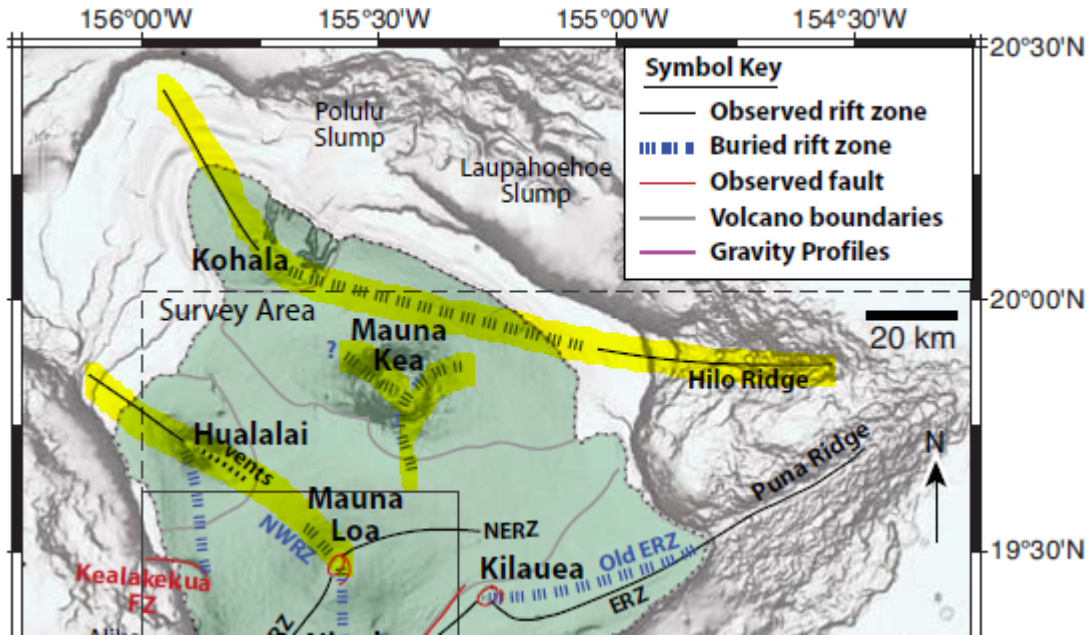 156°00'W
155°30'W
155°00'W
154°30'W
20°30'N
Symbol Key
Observed rift zone
Buried rift zone
Observed fault
Volcano boundaries
Gravity Profiles
Polulu
Slump
Laupahoehoe
Slump
Kohala
20°00'N
Survey Area
20 km
Mauna
Kea
?
Hilo Ridge
Hualalai
vents
N
Puna Ridge
Mauna
Loa
NWRZ
NERZ
19°30'N
Old ERZ
Kilauea
Kealakekua
FZ
ERZ
RZ